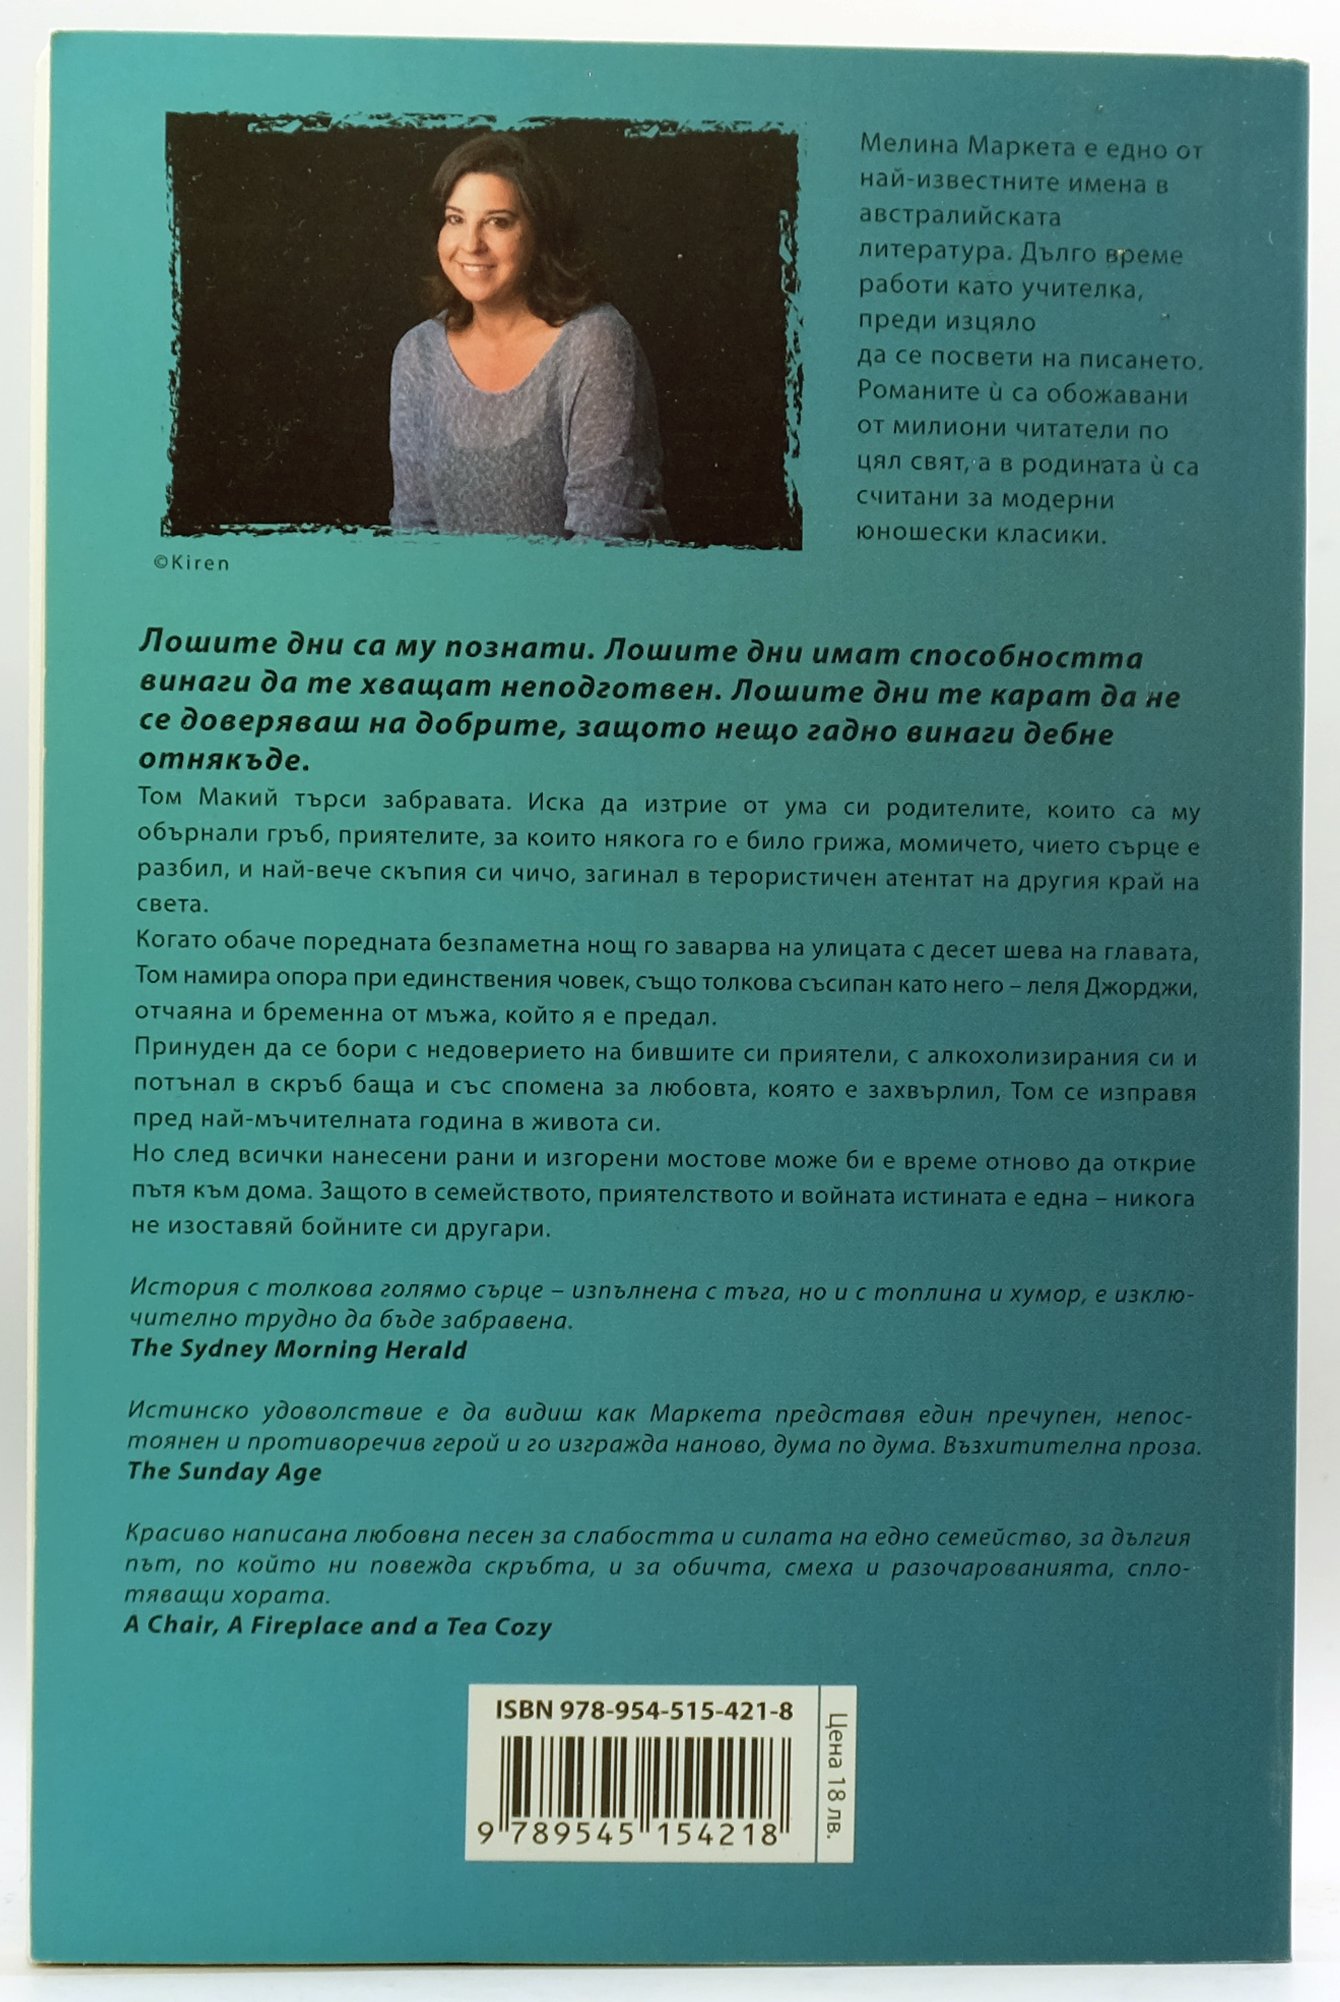 Мелина Маркета е едно от
най-известните имена в
австралийската
литература. Дълго време
работи като учителка,
преди изцяло
да се посвети на писането.
Романите ѝ са обожавани
от милиони читатели по
цял свят, а в родината ѝ са
считани за модерни
юношески класики.
©Kiren
Лошите дни са му познати. Лошите дни имат способността
винаги да те хващат неподготвен. Лошите дни те карат да не
се доверяваш на добрите, защото нещо гадно винаги дебне
отнякъде.
Том Макий търси забравата. Иска да изтрие от ума си родителите, които са му
обърнали гръб, приятелите, за които някога го е било грижа, момичето, чието сърце е
разбил, и най-вече скъпия си чичо, загинал в терористичен атентат на другия край на
света.
Когато обаче поредната безпаметна нощ го заварва на улицата с десет шева на главата,
Том намира опора при единствения човек, също толкова съсипан като него – леля Джорджи,
отчаяна и бременна от мъжа, който я е предал.
Принуден да се бори с недоверието на бившите си приятели, с алкохолизирания си и
потънал в скръб баща и със спомена за любовта, която е захвърлил, Том се изправя
пред най-мъчителната година в живота си.
Но след всички нанесени рани и изгорени мостове може би е време отново да открие
пътя към дома. Защото в семейството, приятелството и войната истината е една – никога
не изоставяй бойните си другари.
История с толкова голямо сърце – изпълнена с тъга, но и с топлина и хумор, е изклю-
чително трудно да бъде забравена.
The Sydney Morning Herald
Истинско удоволствие е да видиш как Маркета представя един пречупен, непос-
тоянен и противоречив герой и го изгражда наново, дума по дума. Възхитителна проза.
The Sunday Age
Красиво написана любовна песен за слабостта и силата на едно семейство, за дългия
път, по който ни повежда скръбта, и за обичта, смеха и разочарованията, спло-
тяващи хората.
A Chair, A Fireplace and a Tea Cozy
ISBN 978-954-515-421-8
9 789545 154218
Цена 18 лв.